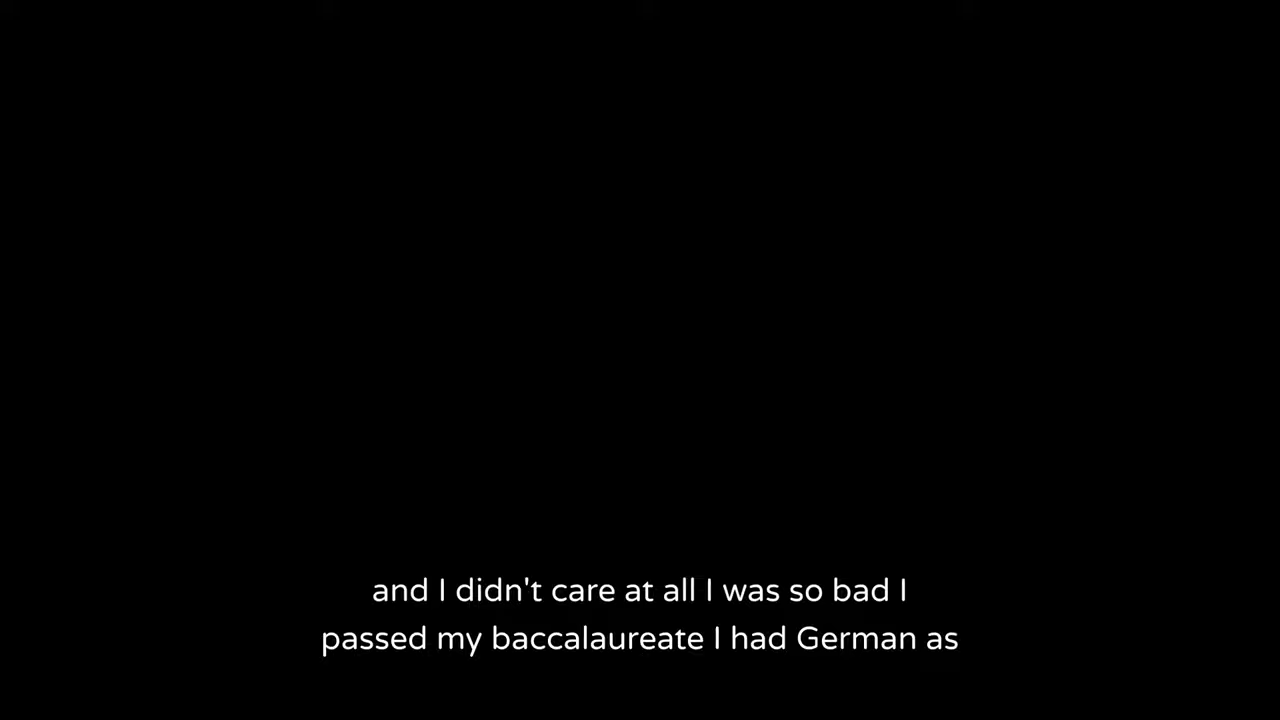 and I didn't care at all I was so bad I
passed my baccalaureate I had German as